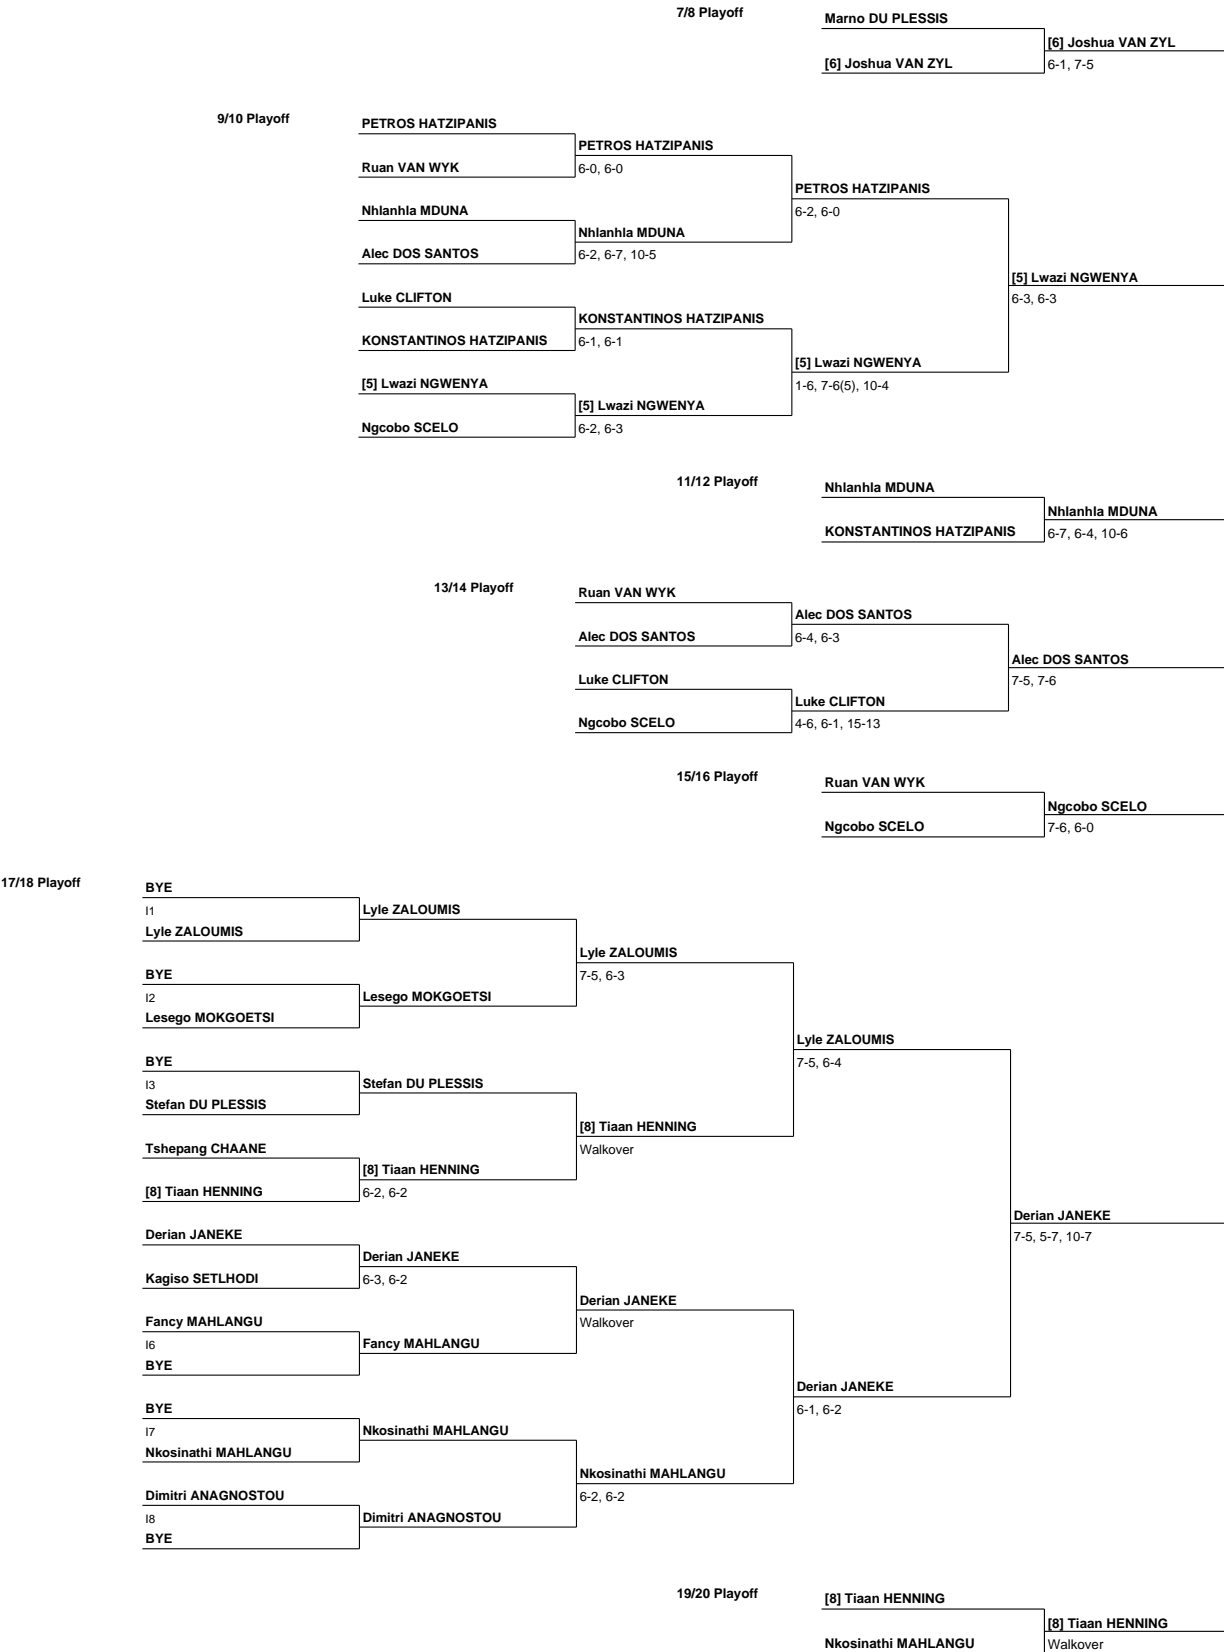 7/8 Playoff
Marno DU PLESSIS
[6] Joshua VAN ZYL
[6] Joshua VAN ZYL
6-1, 7-5
9/10 Playoff
PETROS HATZIPANIS
PETROS HATZIPANIS
Ruan VAN WYK
6-0, 6-0
PETROS HATZIPANIS
6-2, 6-0
Nhlanhla MDUNA
Nhlanhla MDUNA
Alec DOS SANTOS
6-2, 6-7, 10-5
[5] Lwazi NGWENYA
6-3, 6-3
Luke CLIFTON
KONSTANTINOS HATZIPANIS
KONSTANTINOS HATZIPANIS
6-1, 6-1
[5] Lwazi NGWENYA
1-6, 7-6(5), 10-4
[5] Lwazi NGWENYA
[5] Lwazi NGWENYA
Ngcobo SCELO
6-2, 6-3
11/12 Playoff
Nhlanhla MDUNA
Nhlanhla MDUNA
KONSTANTINOS HATZIPANIS
6-7, 6-4, 10-6
13/14 Playoff
Ruan VAN WYK
Alec DOS SANTOS
Alec DOS SANTOS
6-4, 6-3
Alec DOS SANTOS
7-5, 7-6
Luke CLIFTON
Luke CLIFTON
Ngcobo SCELO
4-6, 6-1, 15-13
15/16 Playoff
Ruan VAN WYK
Ngcobo SCELO
Ngcobo SCELO
7-6, 6-0
17/18 Playoff
BYE
I1
Lyle ZALOUMIS
Lyle ZALOUMIS
Lyle ZALOUMIS
7-5, 6-3
BYE
I2
Lesego MOKGOETSI
Lesego MOKGOETSI
Lyle ZALOUMIS
7-5, 6-4
BYE
I3
Stefan DU PLESSIS
Stefan DU PLESSIS
[8] Tiaan HENNING
Walkover
Tshepang CHAANE
[8] Tiaan HENNING
[8] Tiaan HENNING
6-2, 6-2
Derian JANEKE
7-5, 5-7, 10-7
Derian JANEKE
Derian JANEKE
Kagiso SETLHODI
6-3, 6-2
Derian JANEKE
Walkover
Fancy MAHLANGU
I6
Fancy MAHLANGU
BYE
Derian JANEKE
6-1, 6-2
BYE
I7
Nkosinathi MAHLANGU
Nkosinathi MAHLANGU
Nkosinathi MAHLANGU
6-2, 6-2
Dimitri ANAGNOSTOU
I8
Dimitri ANAGNOSTOU
BYE
19/20 Playoff
[8] Tiaan HENNING
[8] Tiaan HENNING
Nkosinathi MAHLANGU
Walkover